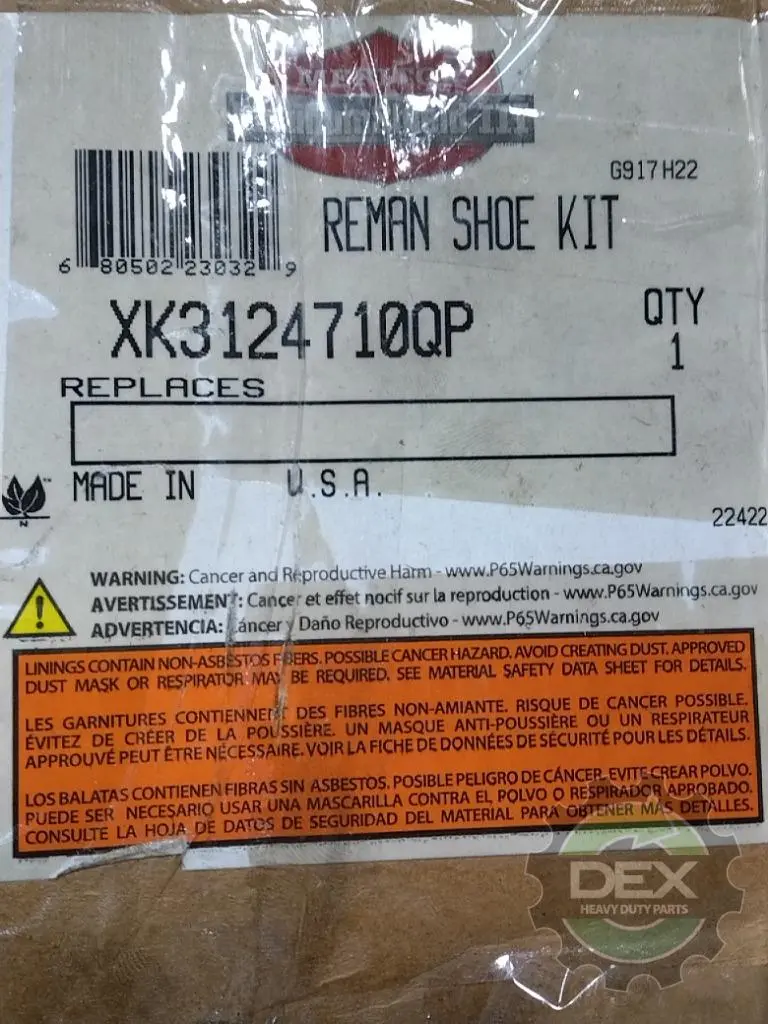 III
G917H22
REMAN SHOE KIT
6 80502 23032 9
XK3124710QP
QTY
1
REPLACES
MADE IN U.S.A.
N
22422
WARNING: Cancer and Reproductive Harm - www.P65Warnings.ca.gov
AVERTISSEMENT: Cancer et effet nocif sur la reproduction - www.P65Warnings.ca.gov
ADVERTENCIA: Cáncer y Daño Reproductivo - www.P65Warnings.ca.gov
LININGS CONTAIN NON-ASBESTOS FIBERS. POSSIBLE CANCER HAZARD. AVOID CREATING DUST. APPROVED
DUST MASK OR RESPIRATOR MAY BE REQUIRED. SEE MATERIAL SAFETY DATA SHEET FOR DETAILS.
LES GARNITURES CONTIENNENT DES FIBRES NON-AMIANTE. RISQUE DE CANCER POSSIBLE.
ÉVITEZ DE CRÉER DE LA POUSSIÈRE. UN MASQUE ANTI-POUSSIÈRE OU UN RESPIRATEUR
APPROUVÉ PEUT ÊTRE NÉCESSAIRE. VOIR LA FICHE DE DONNÉES DE SÉCURITÉ POUR LES DÉTAILS.
LOS BALATAS CONTIENEN FIBRAS SIN ASBESTOS. POSIBLE PELIGRO DE CÁNCER. EVITE CREAR POLVO.
PUEDE SER NECESARIO USAR UNA MASCARILLA CONTRA EL POLVO O RESPIRADOR APROBADO.
CONSULTE LA HOJA DE DATOS DE SEGURIDAD DEL MATERIAL PARA OBTENER MÁS DETALLES.
DEX
HEAVY DUTY PARTS